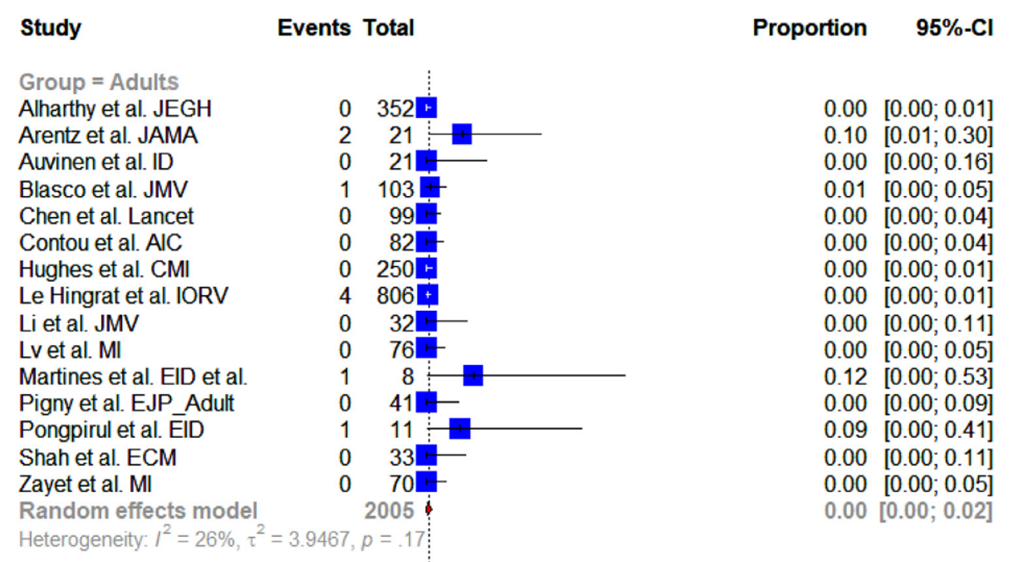 Study Events Total Proportion 95%-CI
Group = Adults
Alharthy et al. JEGH 0 352 0.00 [0.00; 0.01]
Arentz et al. JAMA 2 21 0.10 [0.01; 0.30]
Auvinen et al. ID 0 21 0.00 [0.00; 0.16]
Blasco et al. JMV 1 103 0.01 [0.00; 0.05]
Chen et al. Lancet 0 99 0.00 [0.00; 0.04]
Contou et al. AIC 0 82 0.00 [0.00; 0.04]
Hughes et al. CMI 0 250 0.00 [0.00; 0.01]
Le Hingrat et al. IORV 4 806 0.00 [0.00; 0.01]
Li et al. JMV 0 32 0.00 [0.00; 0.11]
Lv et al. MI 0 76 0.00 [0.00; 0.05]
Martines et al. EID et al. 1 8 0.12 [0.00; 0.53]
Pigny et al. EJP_Adult 0 41 0.00 [0.00; 0.09]
Pongpirul et al. EID 1 11 0.09 [0.00; 0.41]
Shah et al. ECM 0 33 0.00 [0.00; 0.11]
Zayet et al. MI 0 70 0.00 [0.00; 0.05]
Random effects model 2005 0.00 [0.00; 0.02]
Heterogeneity: I² = 26%, τ² = 3.9467, p = .17